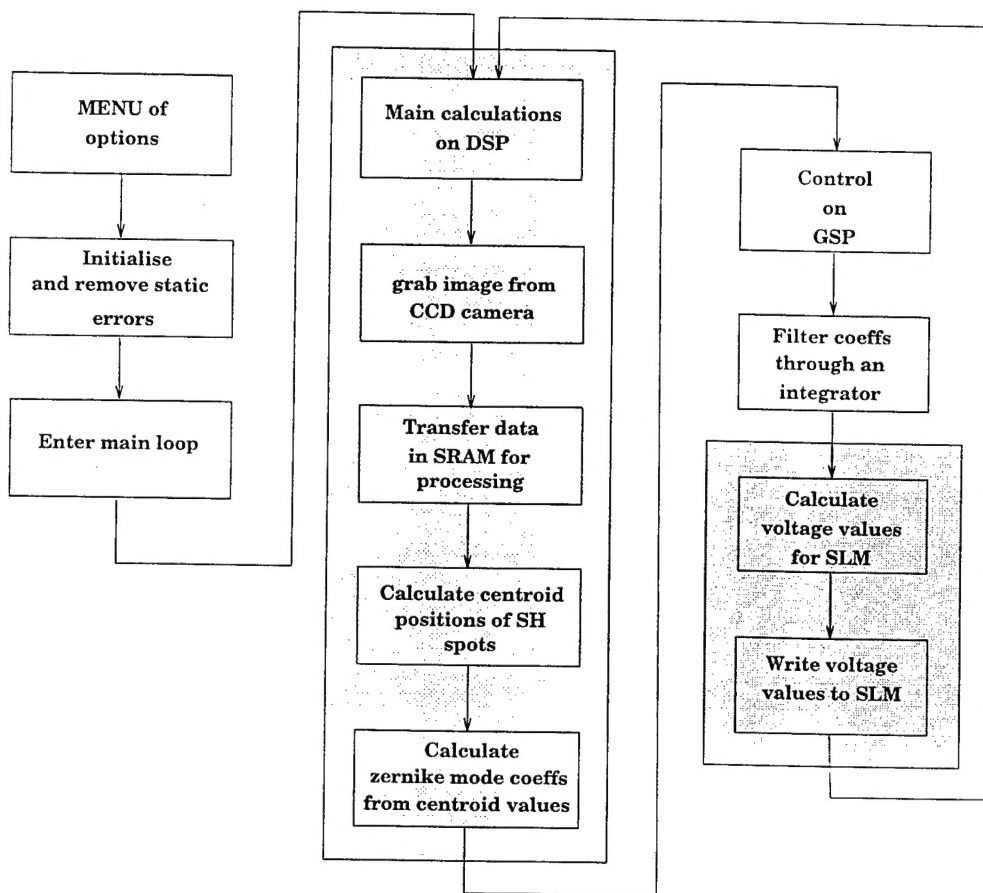 MENU of
options
Initialise
and remove static
errors
Enter main loop
Main calculations
on DSP
grab image from
CCD camera
Transfer data
in SRAM for
processing
Calculate centroid
positions of SH
spots
Calculate
zernike mode coeffs
from centroid values
Control
on
GSP
Filter coeffs
through an
integrator
Calculate
voltage values
for SLM
Write voltage
values to SLM